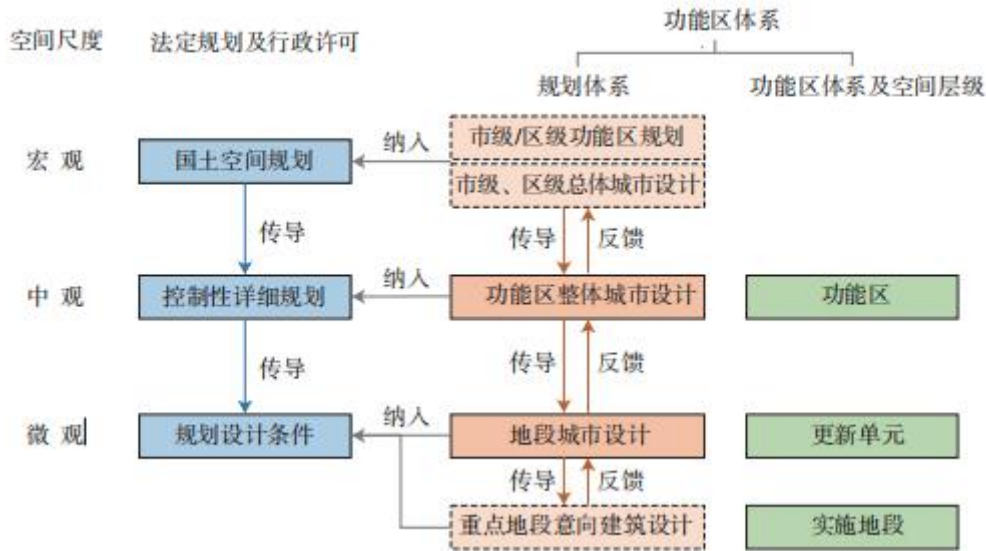 功能区体系
空间尺度 法定规划及行政许可
规划体系 功能区体系及空间层级
市级/区级功能区规划
纳入
宏 观 国土空间规划
市级、区级总体城市设计
传导 传导 反馈
纳入
中 观 控制性详细规划 功能区整体城市设计 功能区
传导 传导 反馈
纳入
微 观 规划设计条件 地段城市设计 更新单元
传导 反馈
重点地段意向建筑设计 实施地段